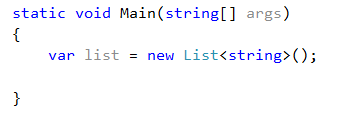 static void Main(string[] args)
{
    var list = new List<string>();
}